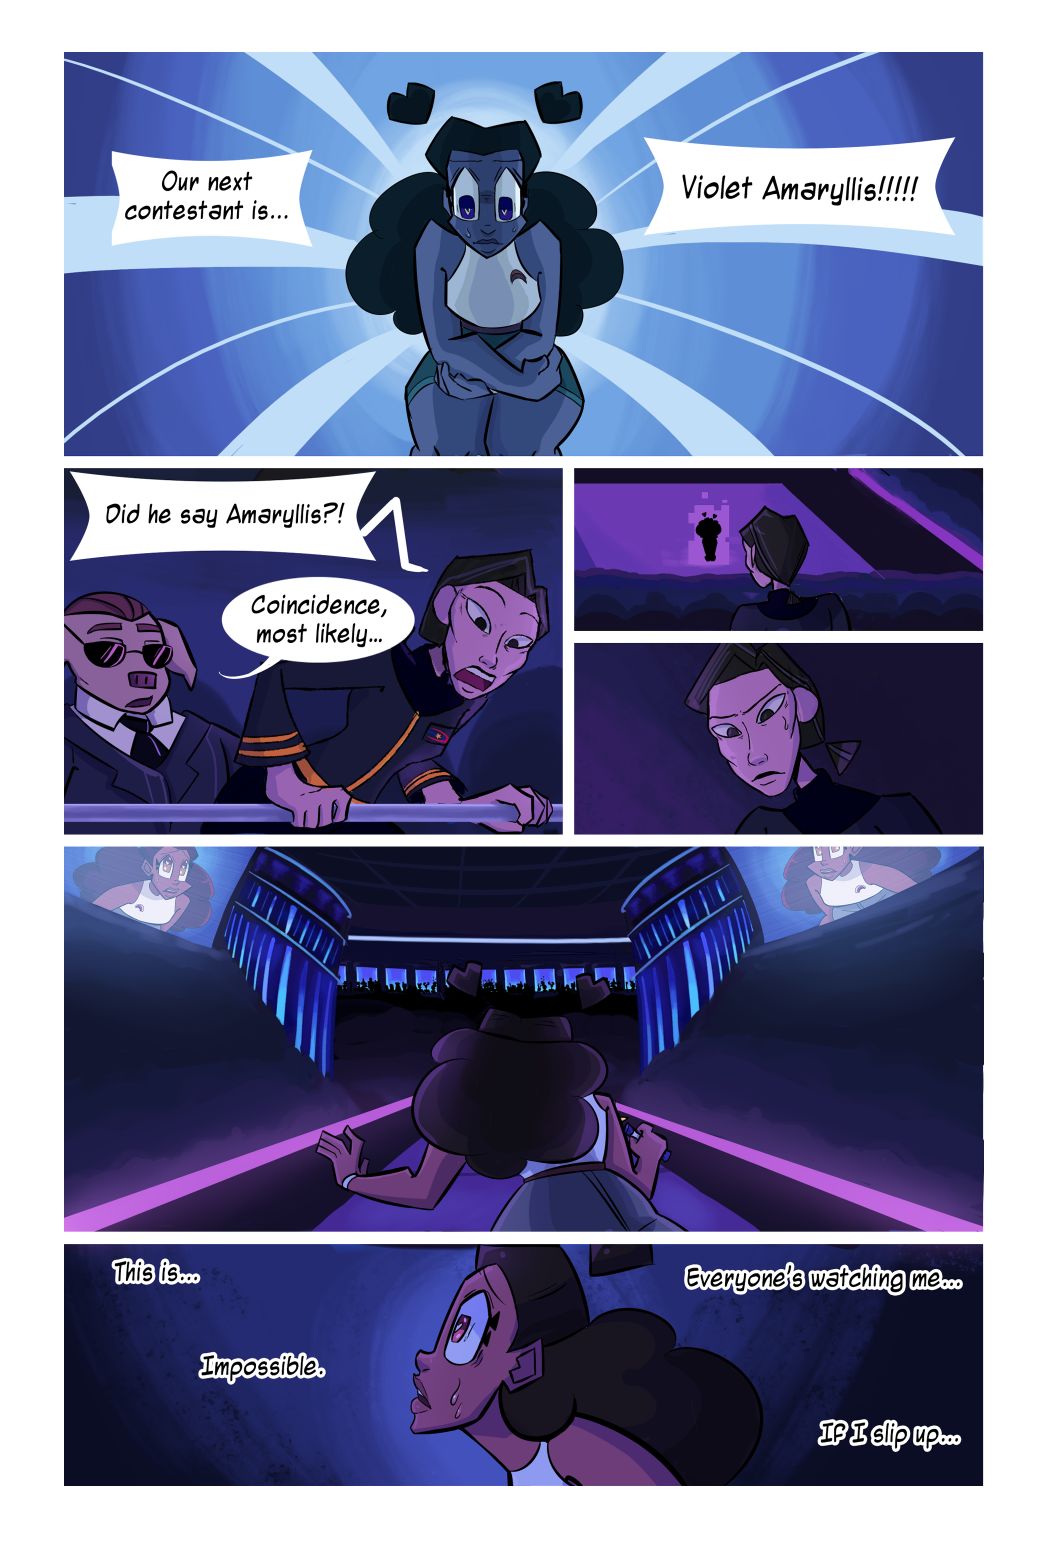 Our next
contestant is...
Violet Amaryllis!!!!!
Did he say Amaryllis?!
Coincidence,
most likely...
This is...
Everyone's watching me...
Impossible.
If I slip up...